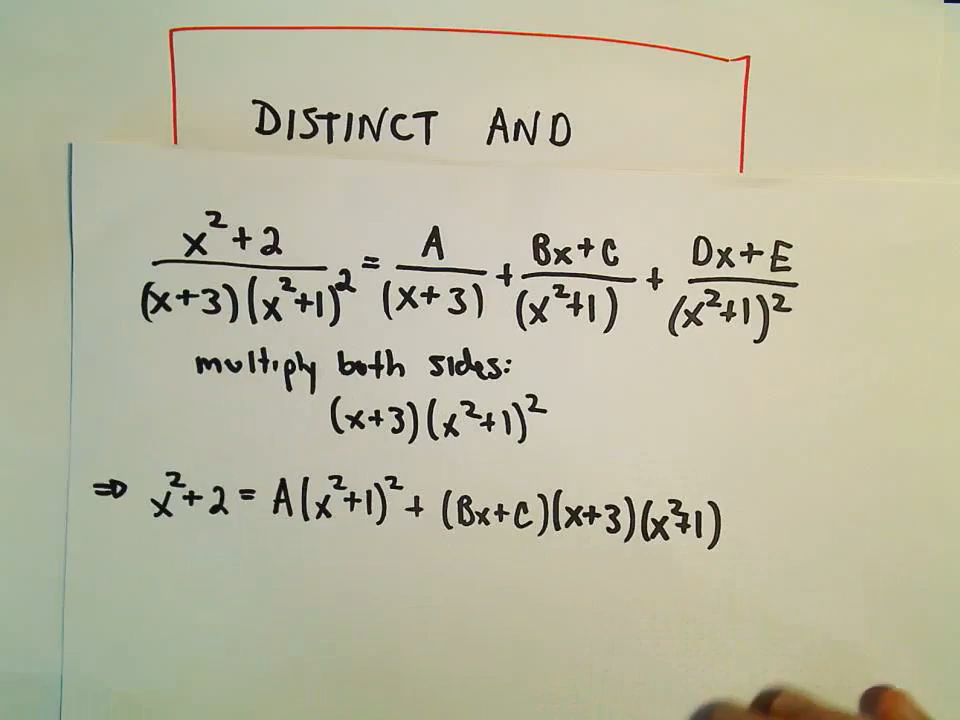 DISTINCT AND
x²+2 / (x+3)(x²+1)² = A / (x+3) + Bx+C / (x²+1) + Dx+E / (x²+1)²
multiply both sides:
(x+3)(x²+1)²
⇒ x²+2 = A(x²+1)² + (Bx+C)(x+3)(x²+1)